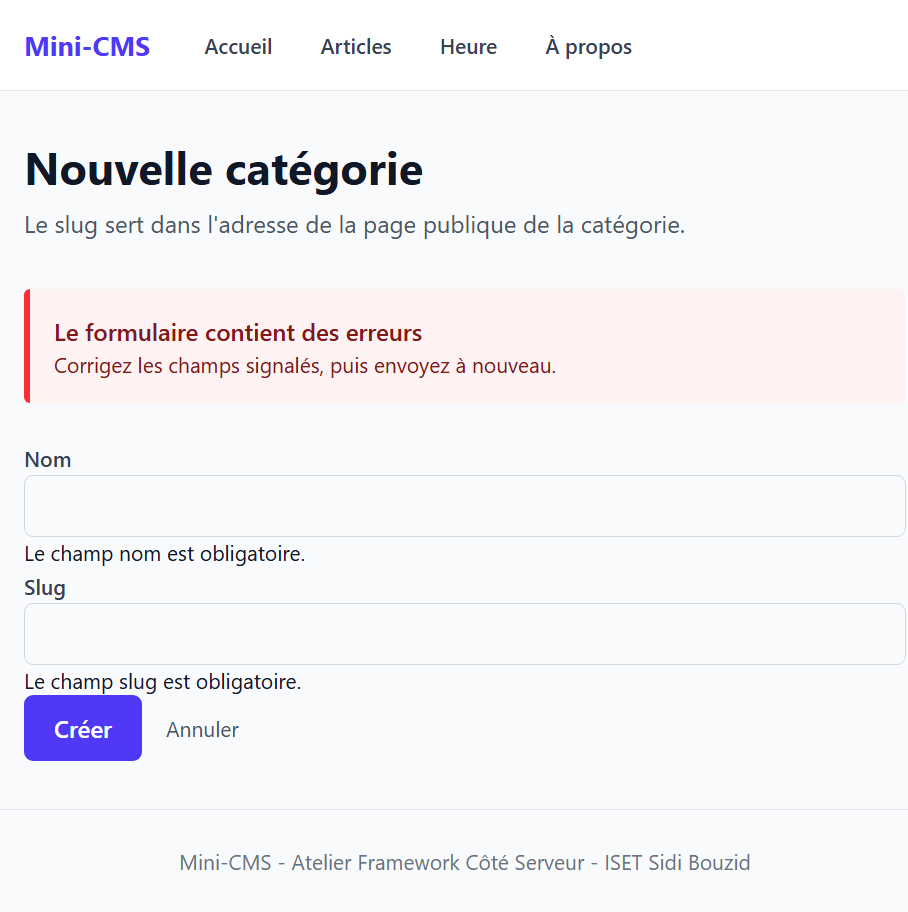 Mini-CMS Accueil Articles Heure À propos
Nouvelle catégorie
Le slug sert dans l'adresse de la page publique de la catégorie.
Le formulaire contient des erreurs
Corrigez les champs signalés, puis envoyez à nouveau.
Nom
Le champ nom est obligatoire.
Slug
Le champ slug est obligatoire.
Créer Annuler
Mini-CMS - Atelier Framework Côté Serveur - ISET Sidi Bouzid